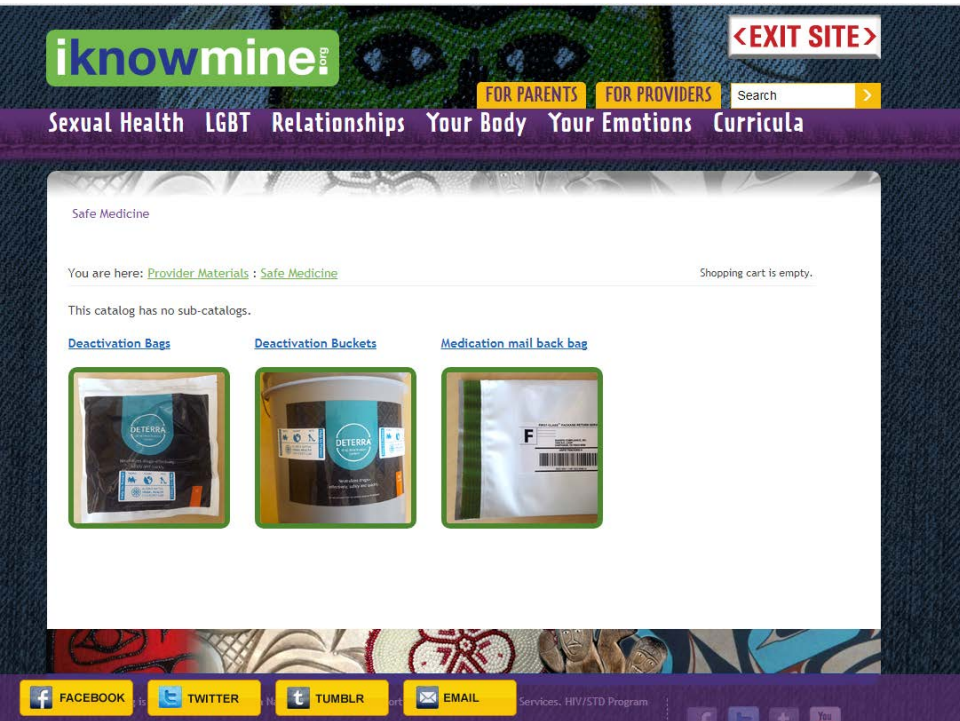 iknowmine.org
<EXIT SITE>
FOR PARENTS FOR PROVIDERS Search
Sexual Health LGBT Relationships Your Body Your Emotions Curricula
Safe Medicine
You are here: Provider Materials : Safe Medicine Shopping cart is empty.
This catalog has no sub-catalogs.
Deactivation Bags Deactivation Buckets Medication mail back bag
DETERRA
DETERRA
F
FACEBOOK TWITTER TUMBLR EMAIL
Services. HIV/STD Program
You